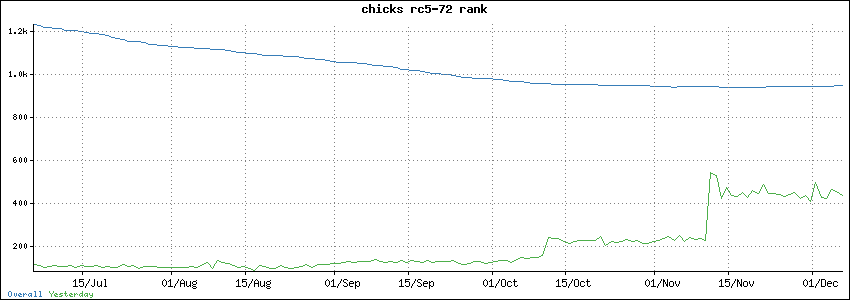 chicks rc5-72 rank
1.2k
1.0k
800
600
400
200
15/Jul 01/Aug 15/Aug 01/Sep 15/Sep 01/Oct 15/Oct 01/Nov 15/Nov 01/Dec
Overall Yesterday